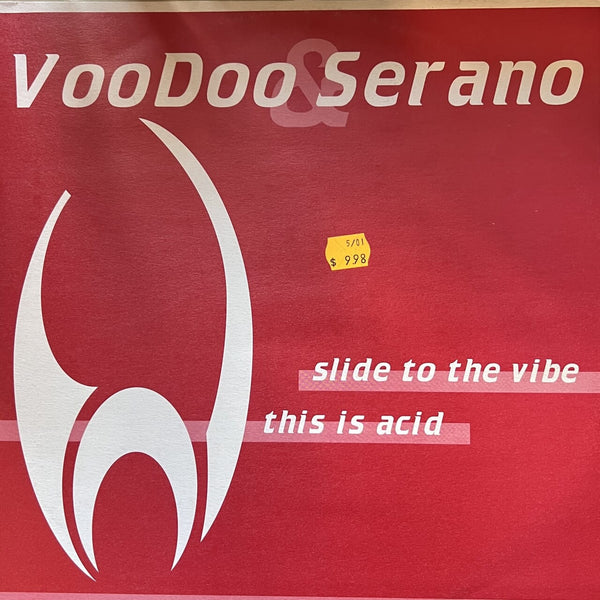 VooDoo & Serano
5/01
$ 998
slide to the vibe
this is acid